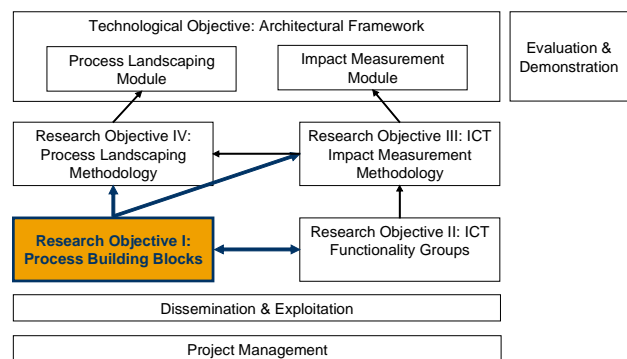 Technological Objective: Architectural Framework
Process Landscaping
Module
Impact Measurement
Module
Evaluation &
Demonstration
Research Objective IV:
Process Landscaping
Methodology
Research Objective III: ICT
Impact Measurement
Methodology
Research Objective I:
Process Building Blocks
Research Objective II: ICT
Functionality Groups
Dissemination & Exploitation
Project Management